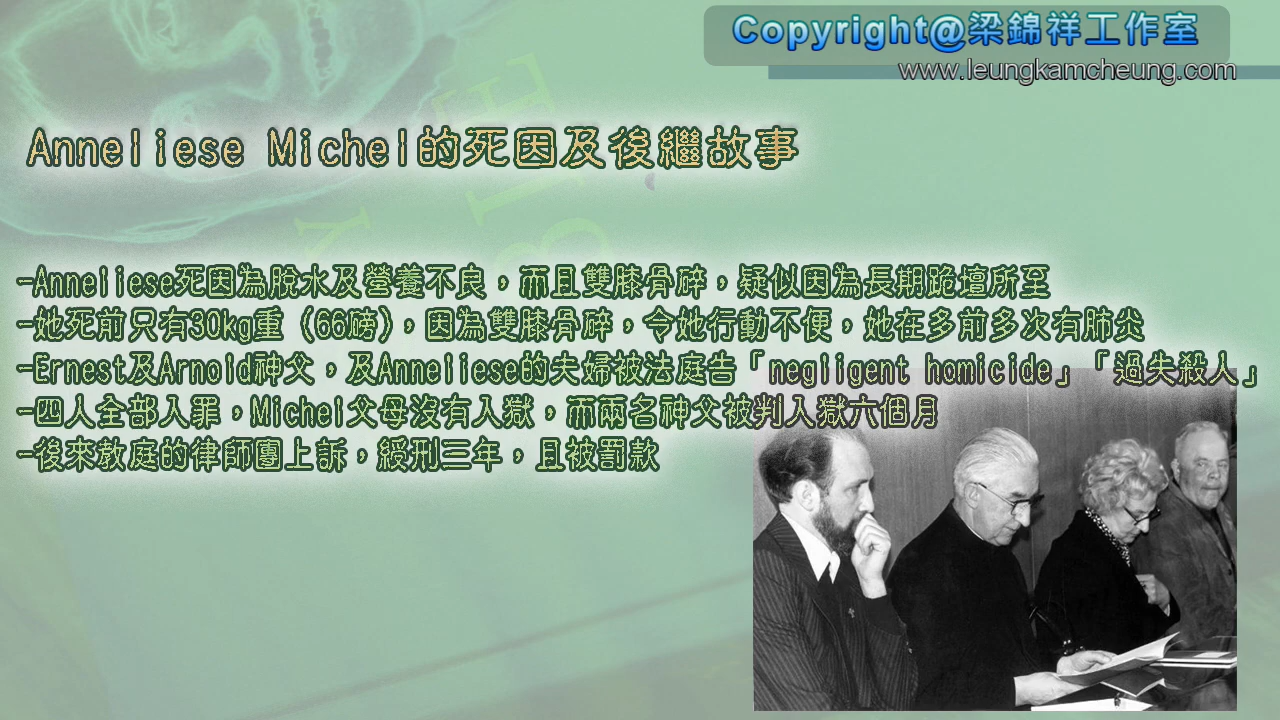 Copyright@梁錦祥工作室
www.leungkamcheung.com
Anneliese Michel的死因及後繼故事
-Anneliese死因為脫水及營養不良，而且雙膝骨碎，疑似因為長期跪壇所至
-她死前只有30kg重 (66磅)，因為雙膝骨碎，令她行動不便，她在多前多次有肺炎
-Ernest及Arnold神父，及Anneliese的夫婦被法庭告「negligent homicide」「過失殺人」
-四人全部入罪，Michel父母沒有入獄，而兩名神父被判入獄六個月
-後來教庭的律師團上訴，緩刑三年，且被罰款